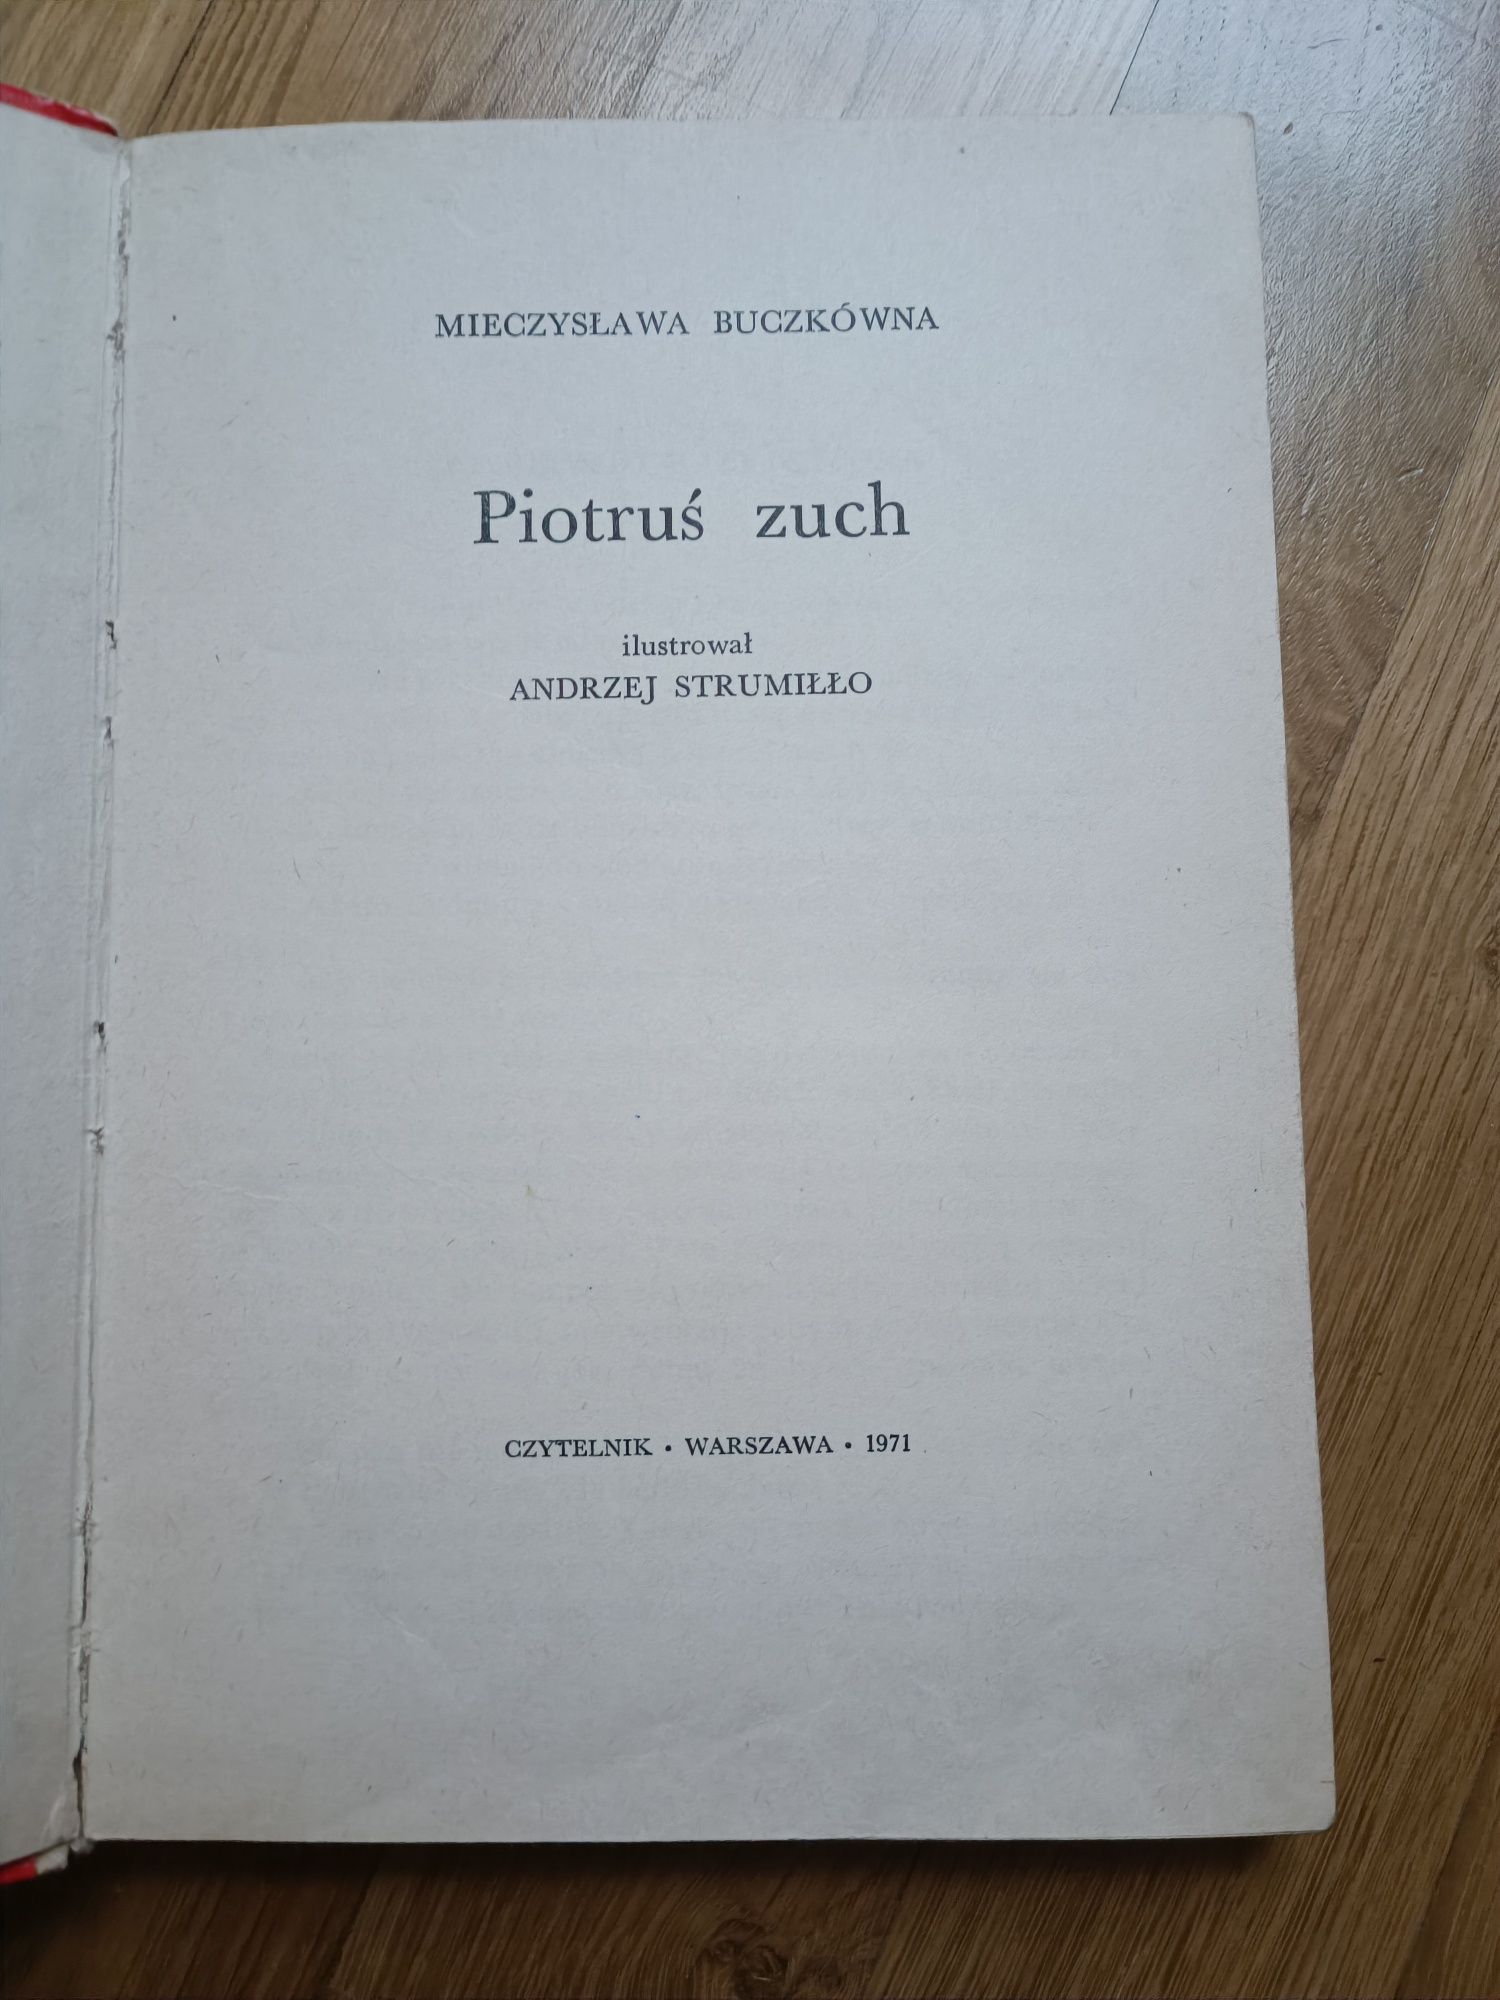 MIECZYSŁAWA BUCZKÓWNA
Piotruś zuch
ilustrował
ANDRZEJ STRUMIŁŁO
CZYTELNIK • WARSZAWA • 1971